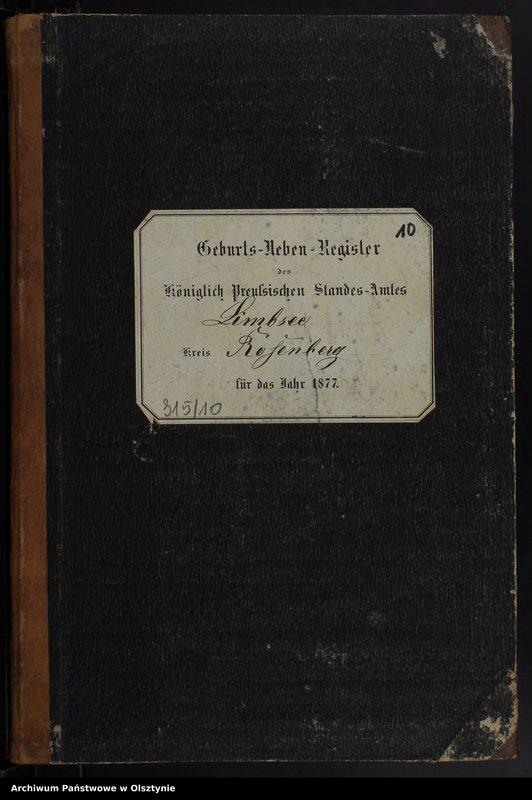 10
Geburts-Neben-Register
des
Königlich Preußischen Standes-Amtes
Limbsee
Kreis Rosenberg
für das Jahr 1877.
315/10
Archiwum Państwowe w Olsztynie